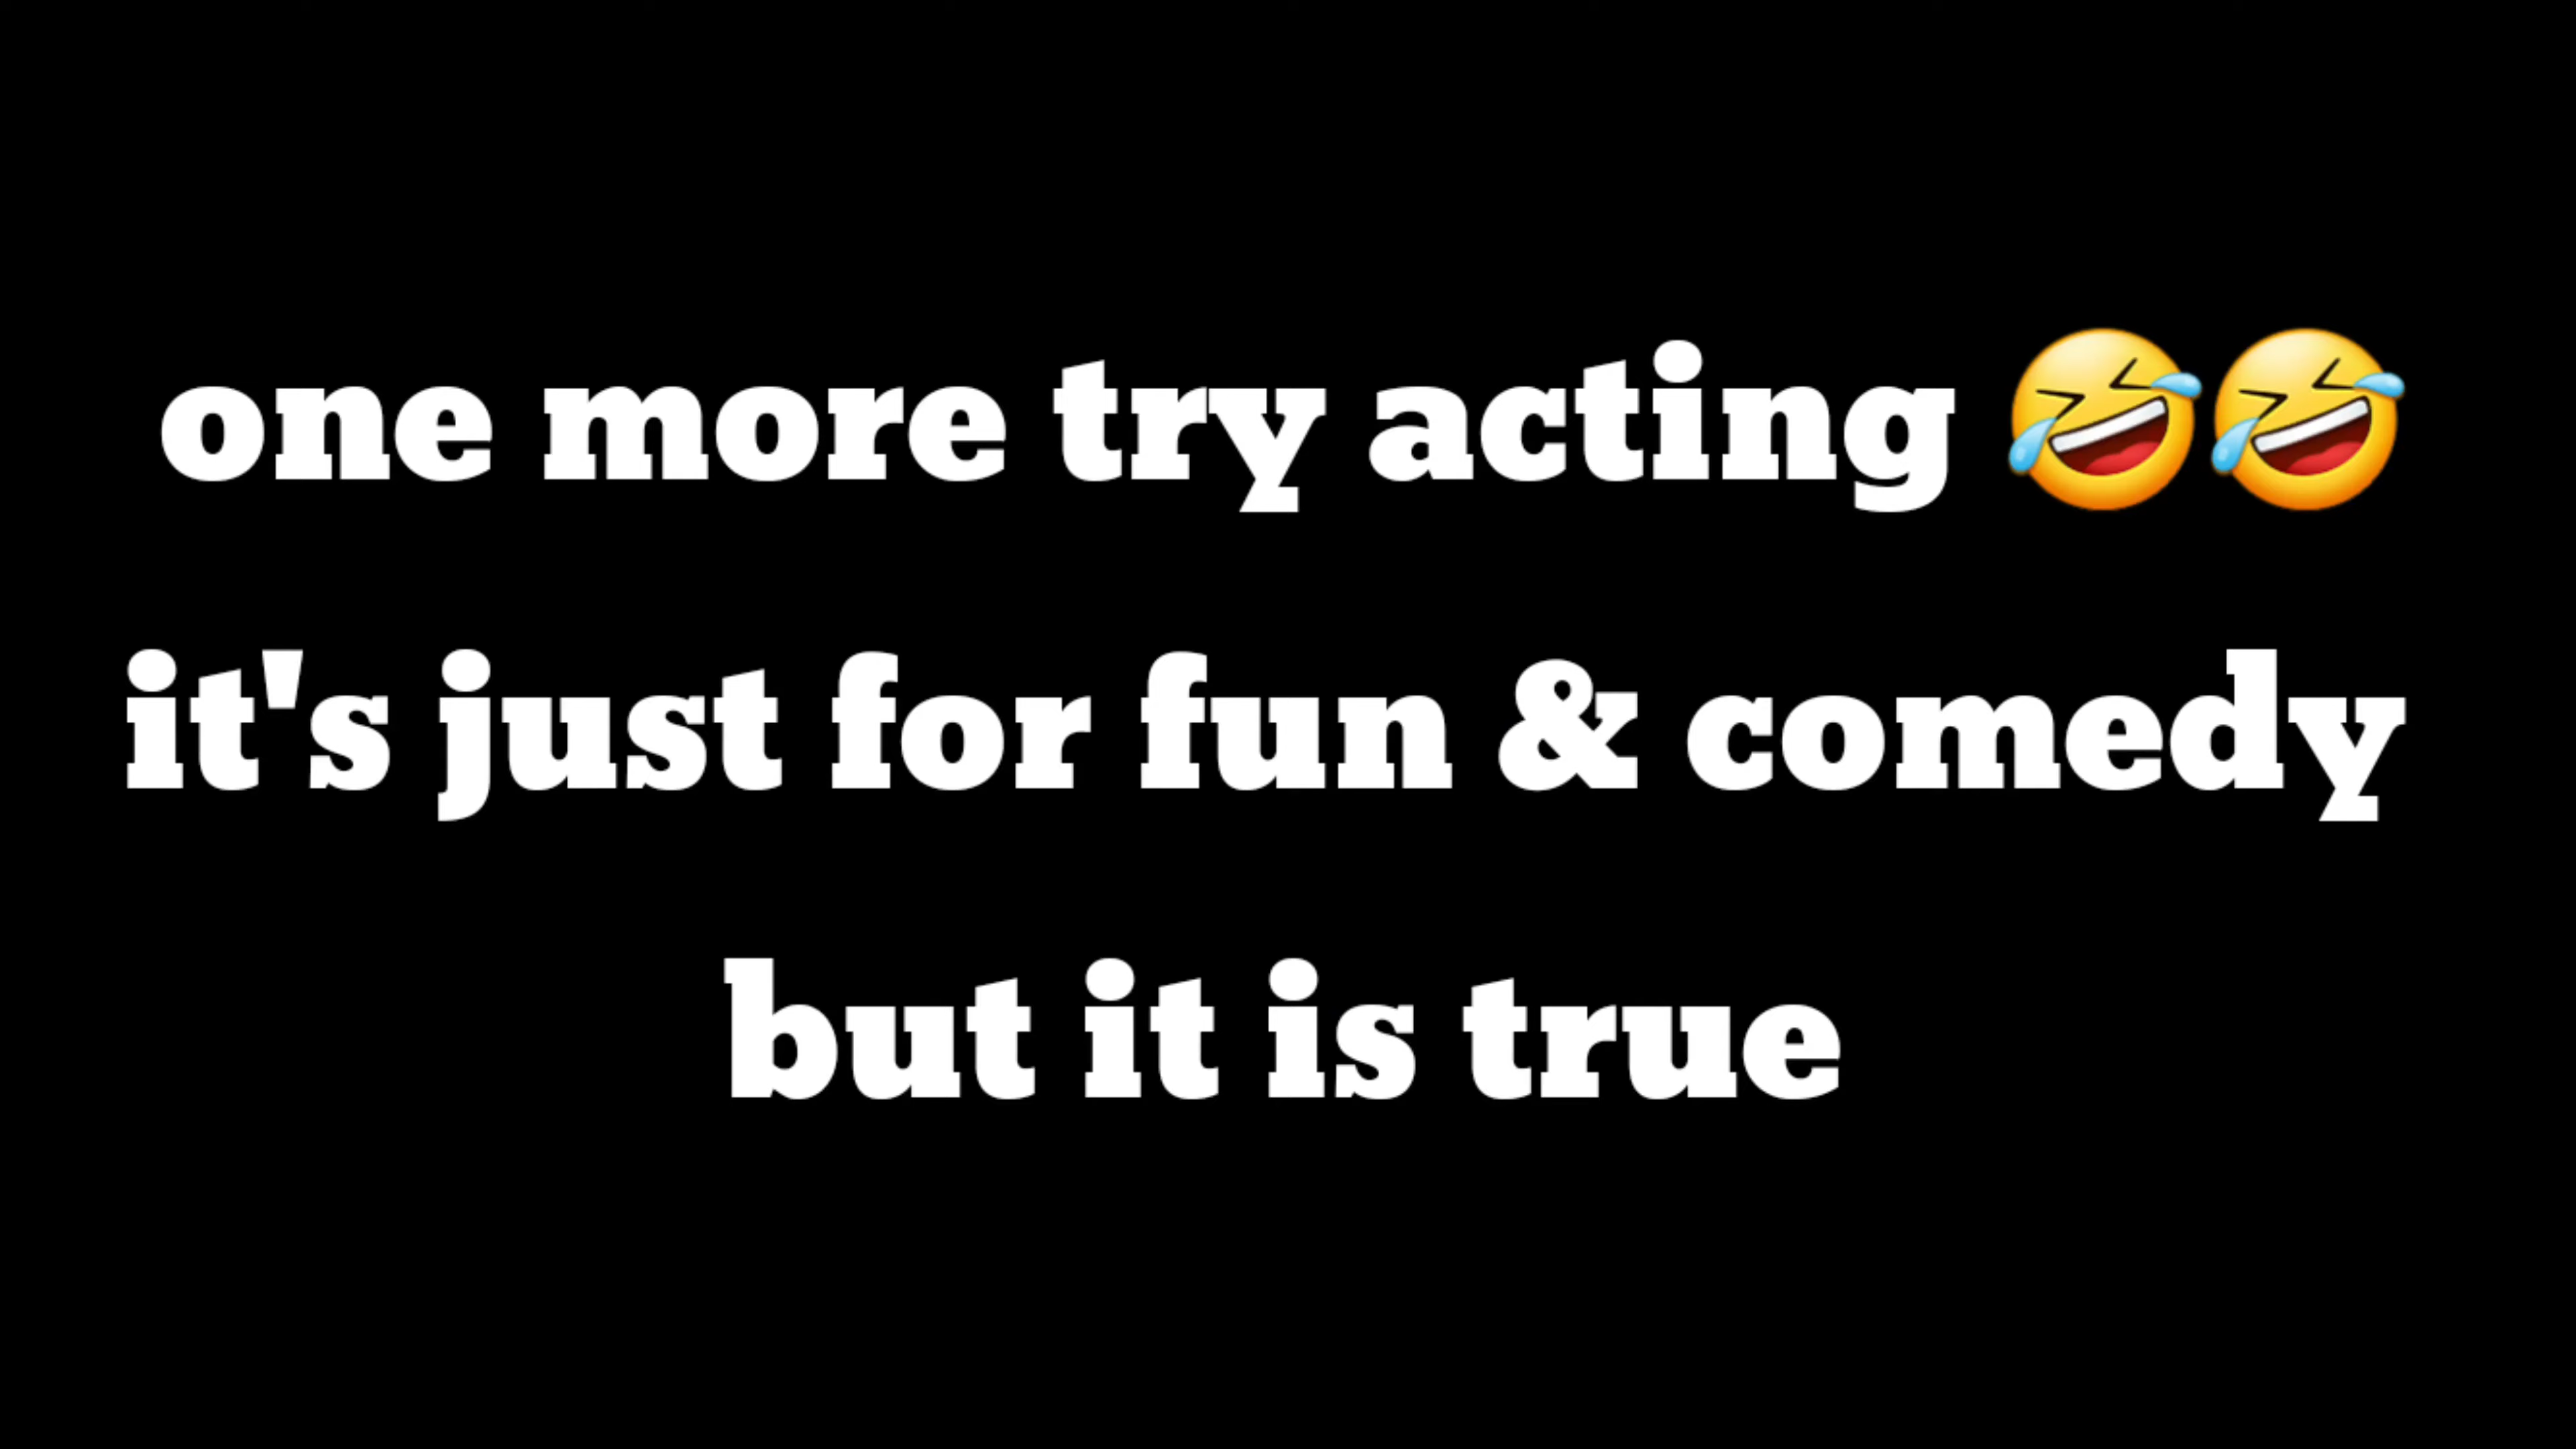 one more try acting 🤣🤣
it's just for fun & comedy
but it is true